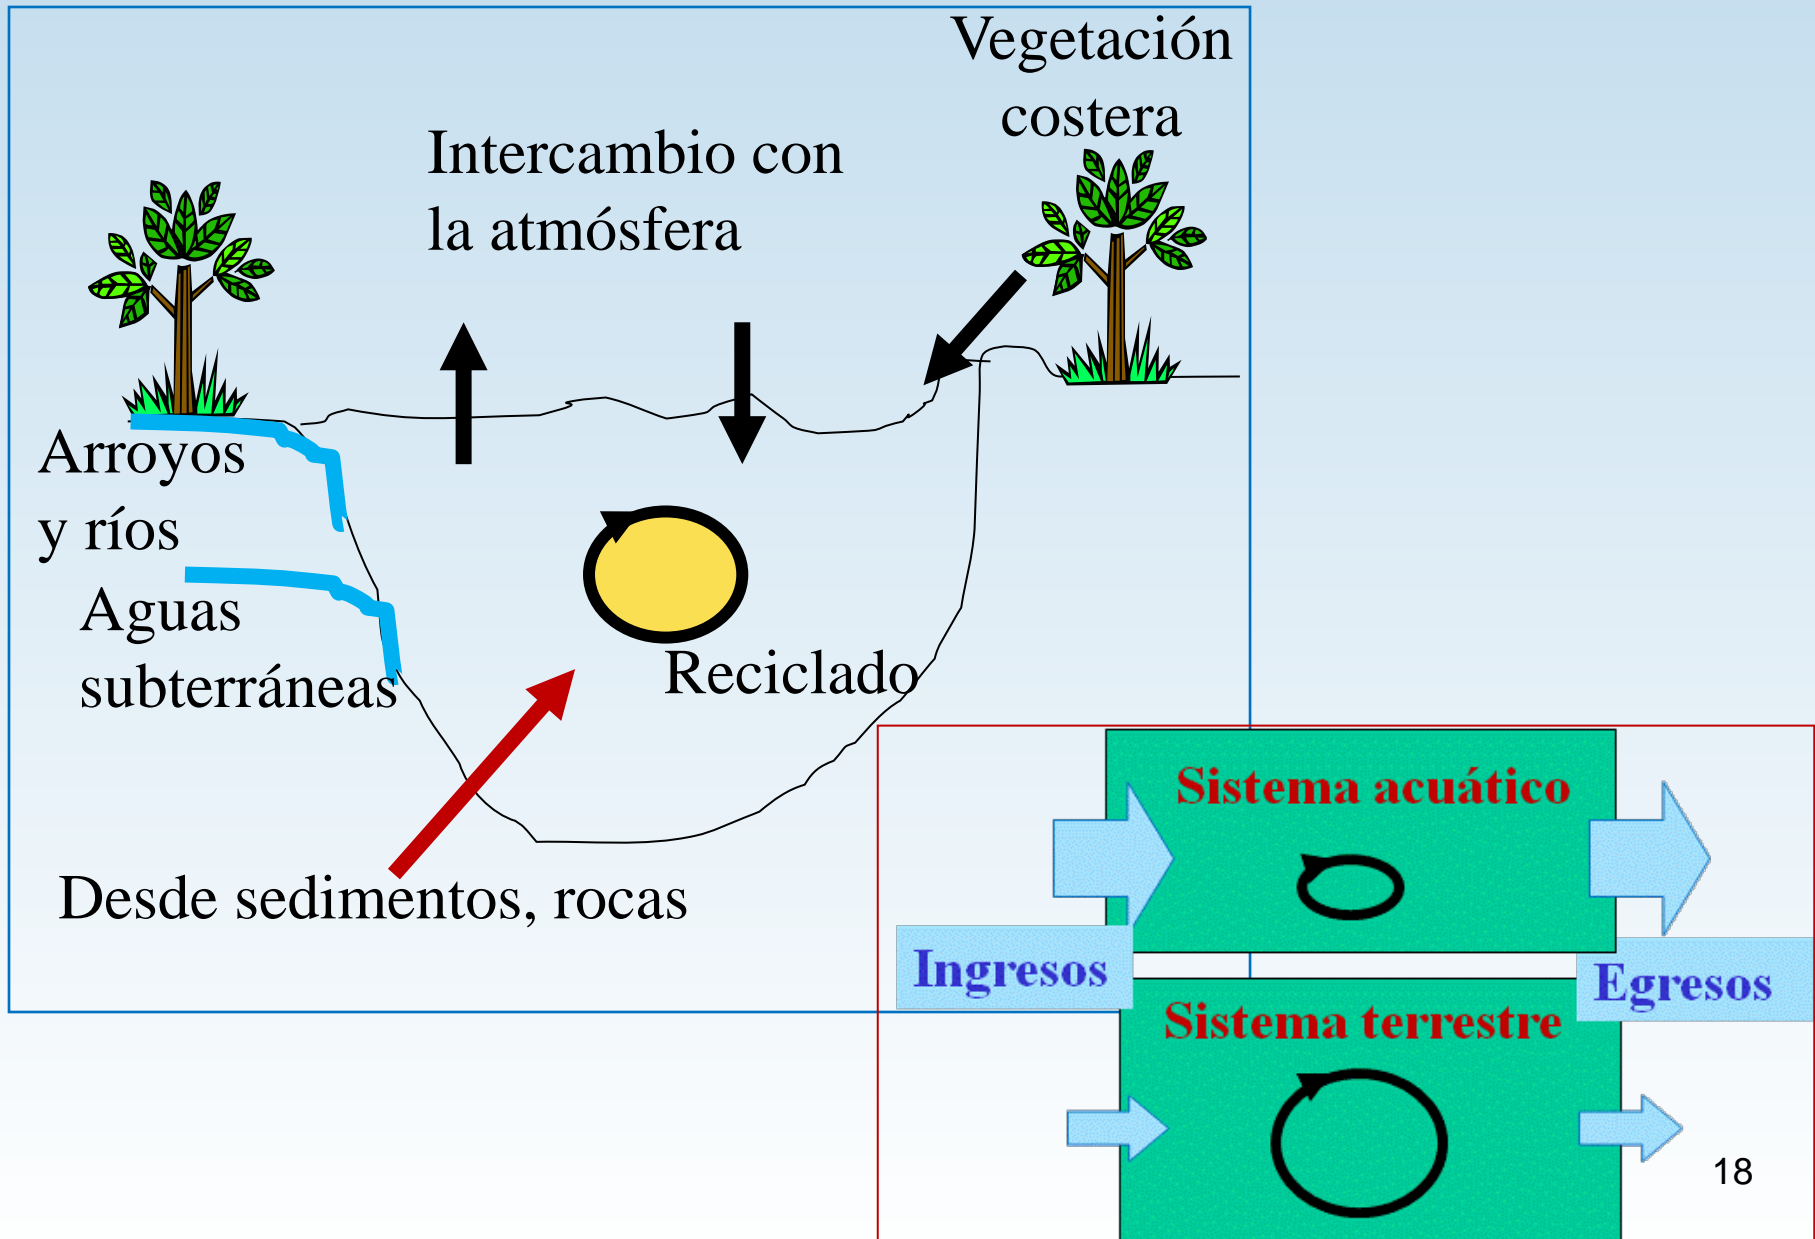 Vegetación
costera
Intercambio con
la atmósfera
Arroyos
y ríos
Aguas
subterráneas
Reciclado
Desde sedimentos, rocas
Sistema acuático
Ingresos
Egresos
Sistema terrestre
18